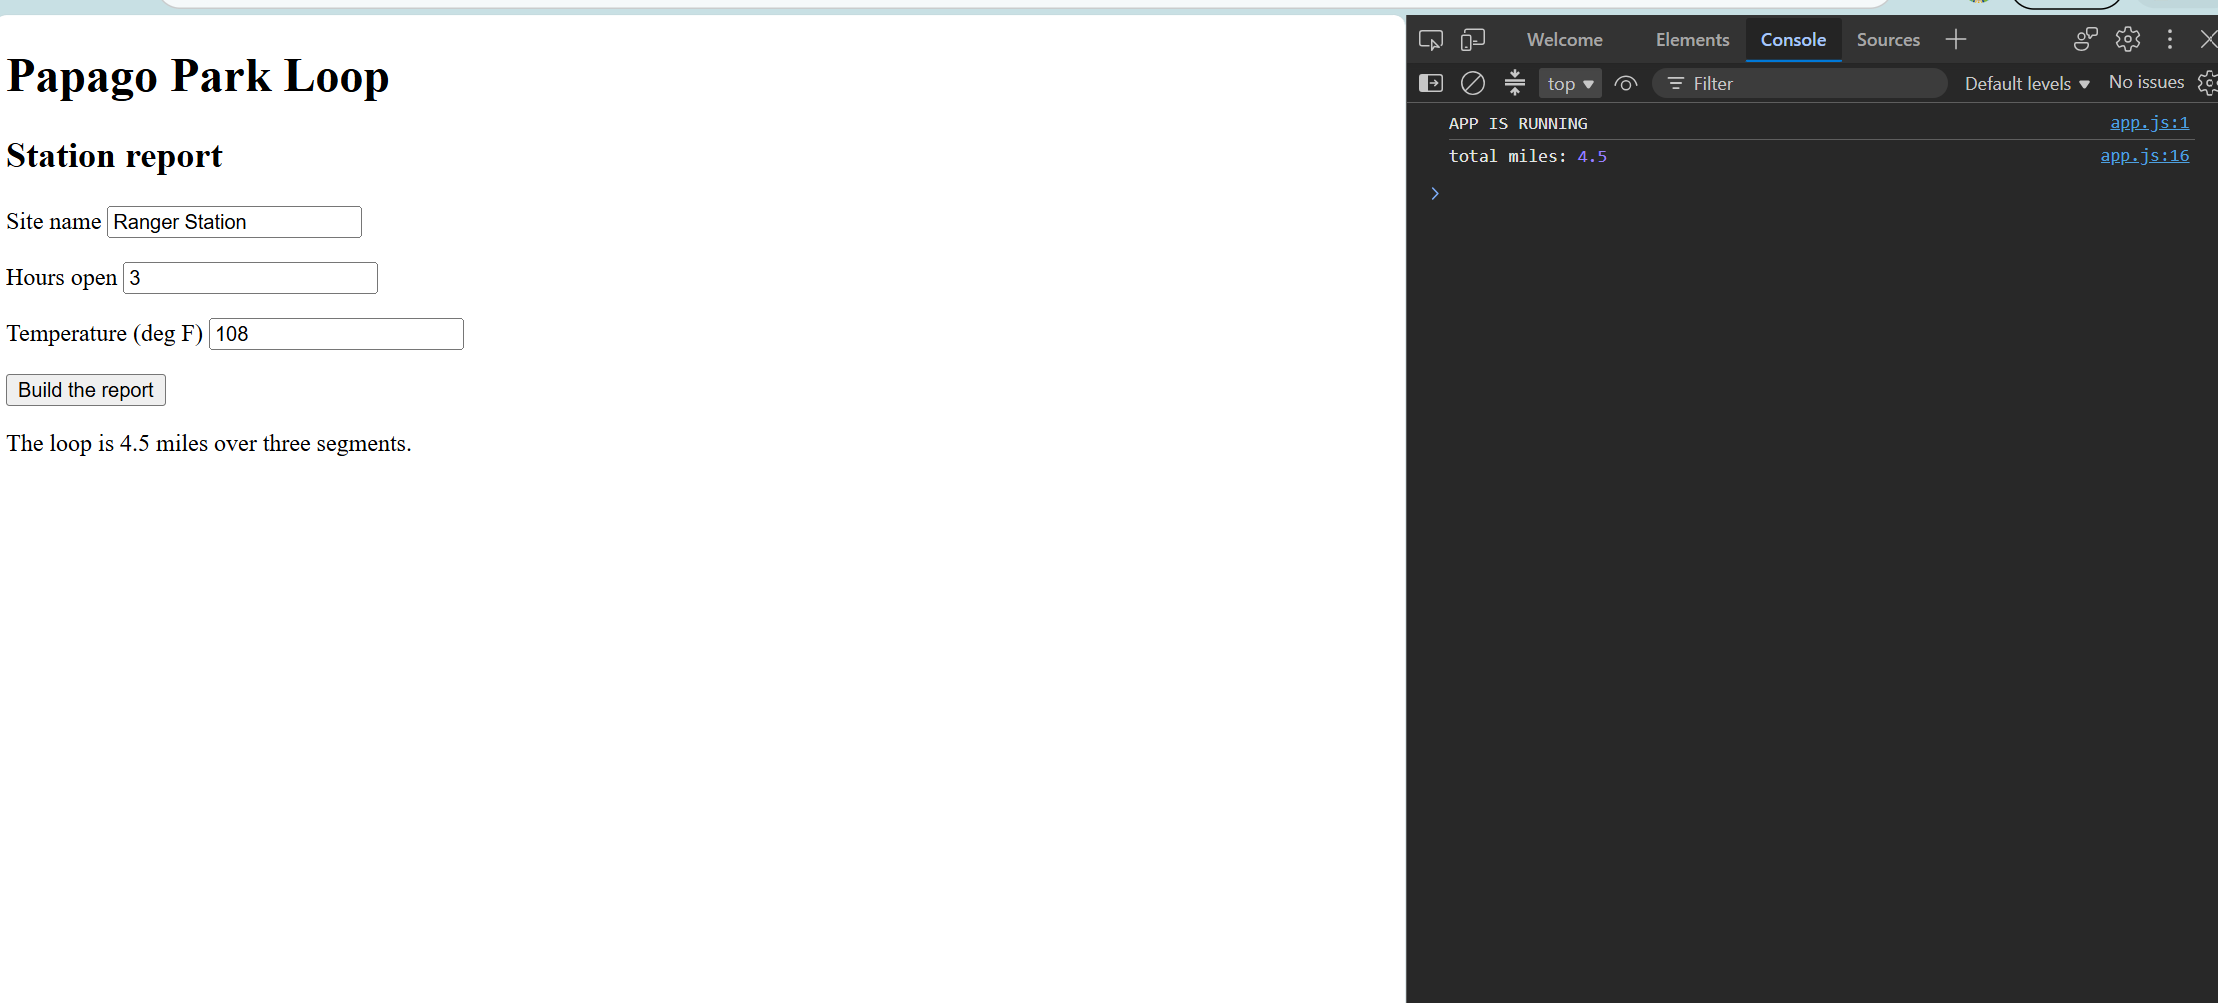 Papago Park Loop
Station report
Site name Ranger Station
Hours open 3
Temperature (deg F) 108
Build the report
The loop is 4.5 miles over three segments.
Welcome Elements Console Sources
top Filter Default levels No issues
APP IS RUNNING app.js:1
total miles: 4.5 app.js:16